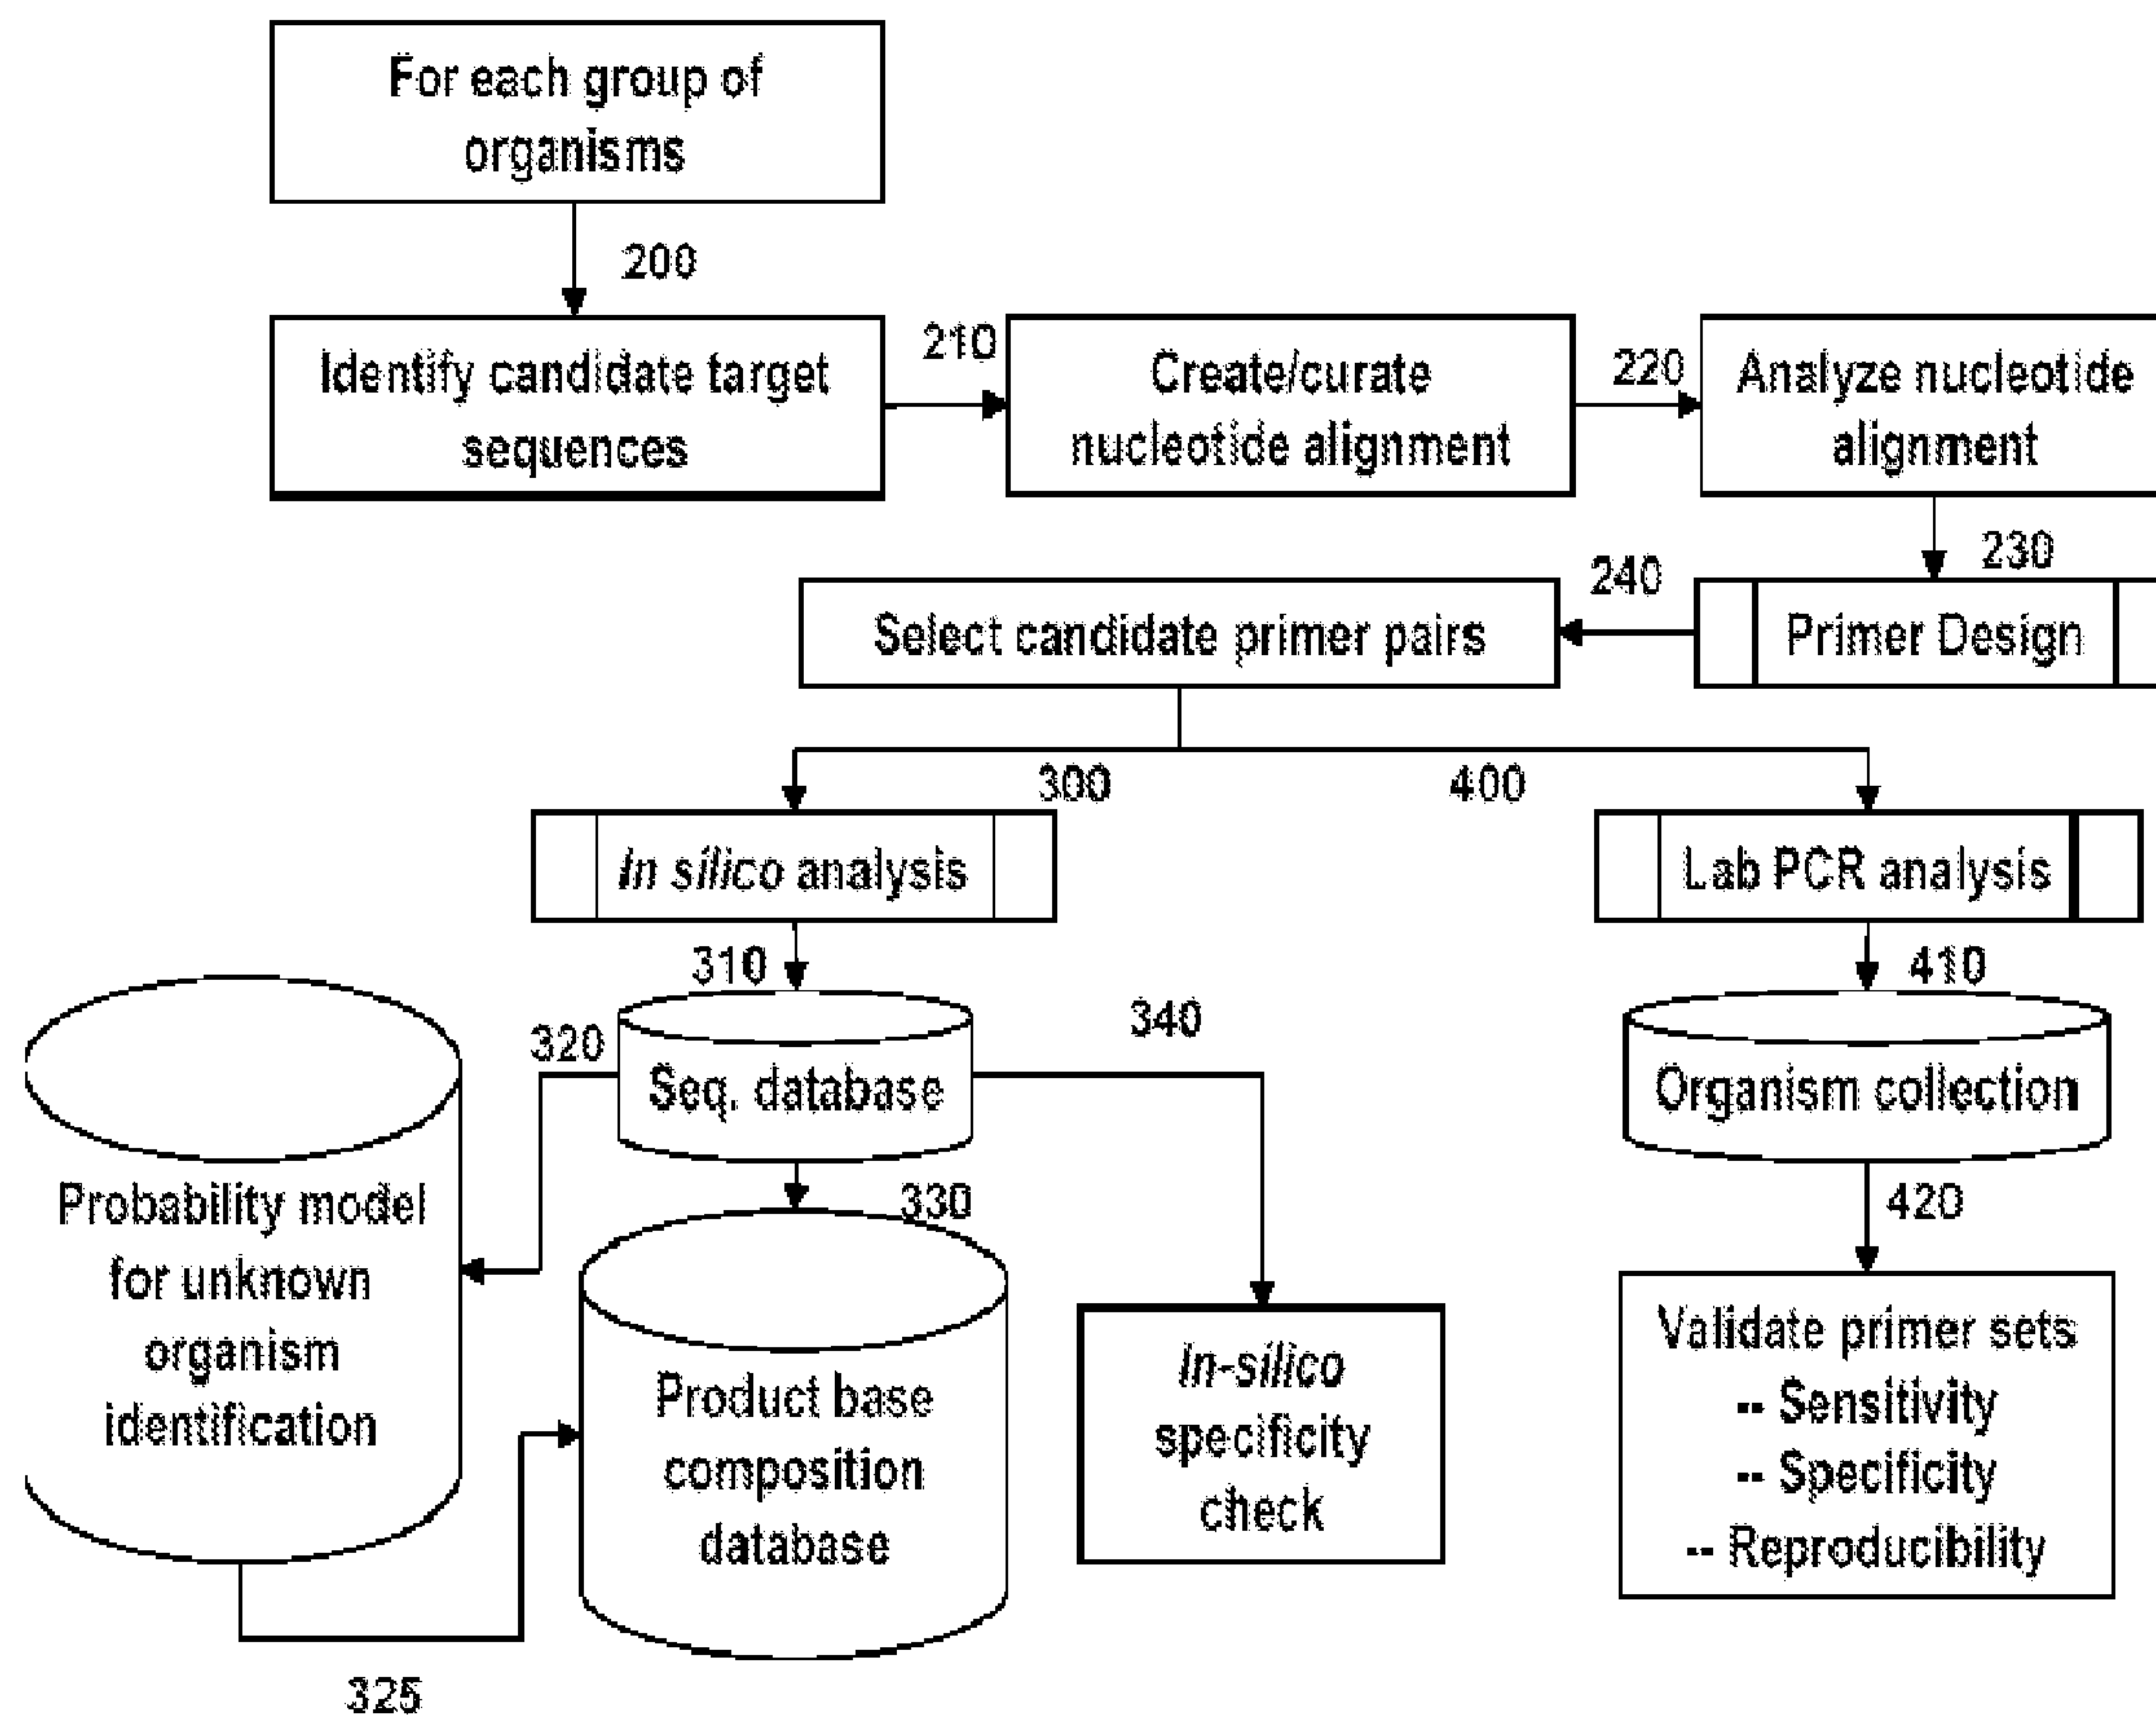 For each group of
organisms
200
Identify candidate target
sequences
210
Create/curate
nucleotide alignment
220
Analyze nucleotide
alignment
230
Primer Design
240
Select candidate primer pairs
300
400
In silico analysis
Lab PCR analysis
310
410
320
Seq. database
340
Organism collection
330
420
Probability model
for unknown
organism
identification
Product base
composition
database
In-silico
specificity
check
Validate primer sets
-- Sensitivity
-- Specificity
-- Reproducibility
325